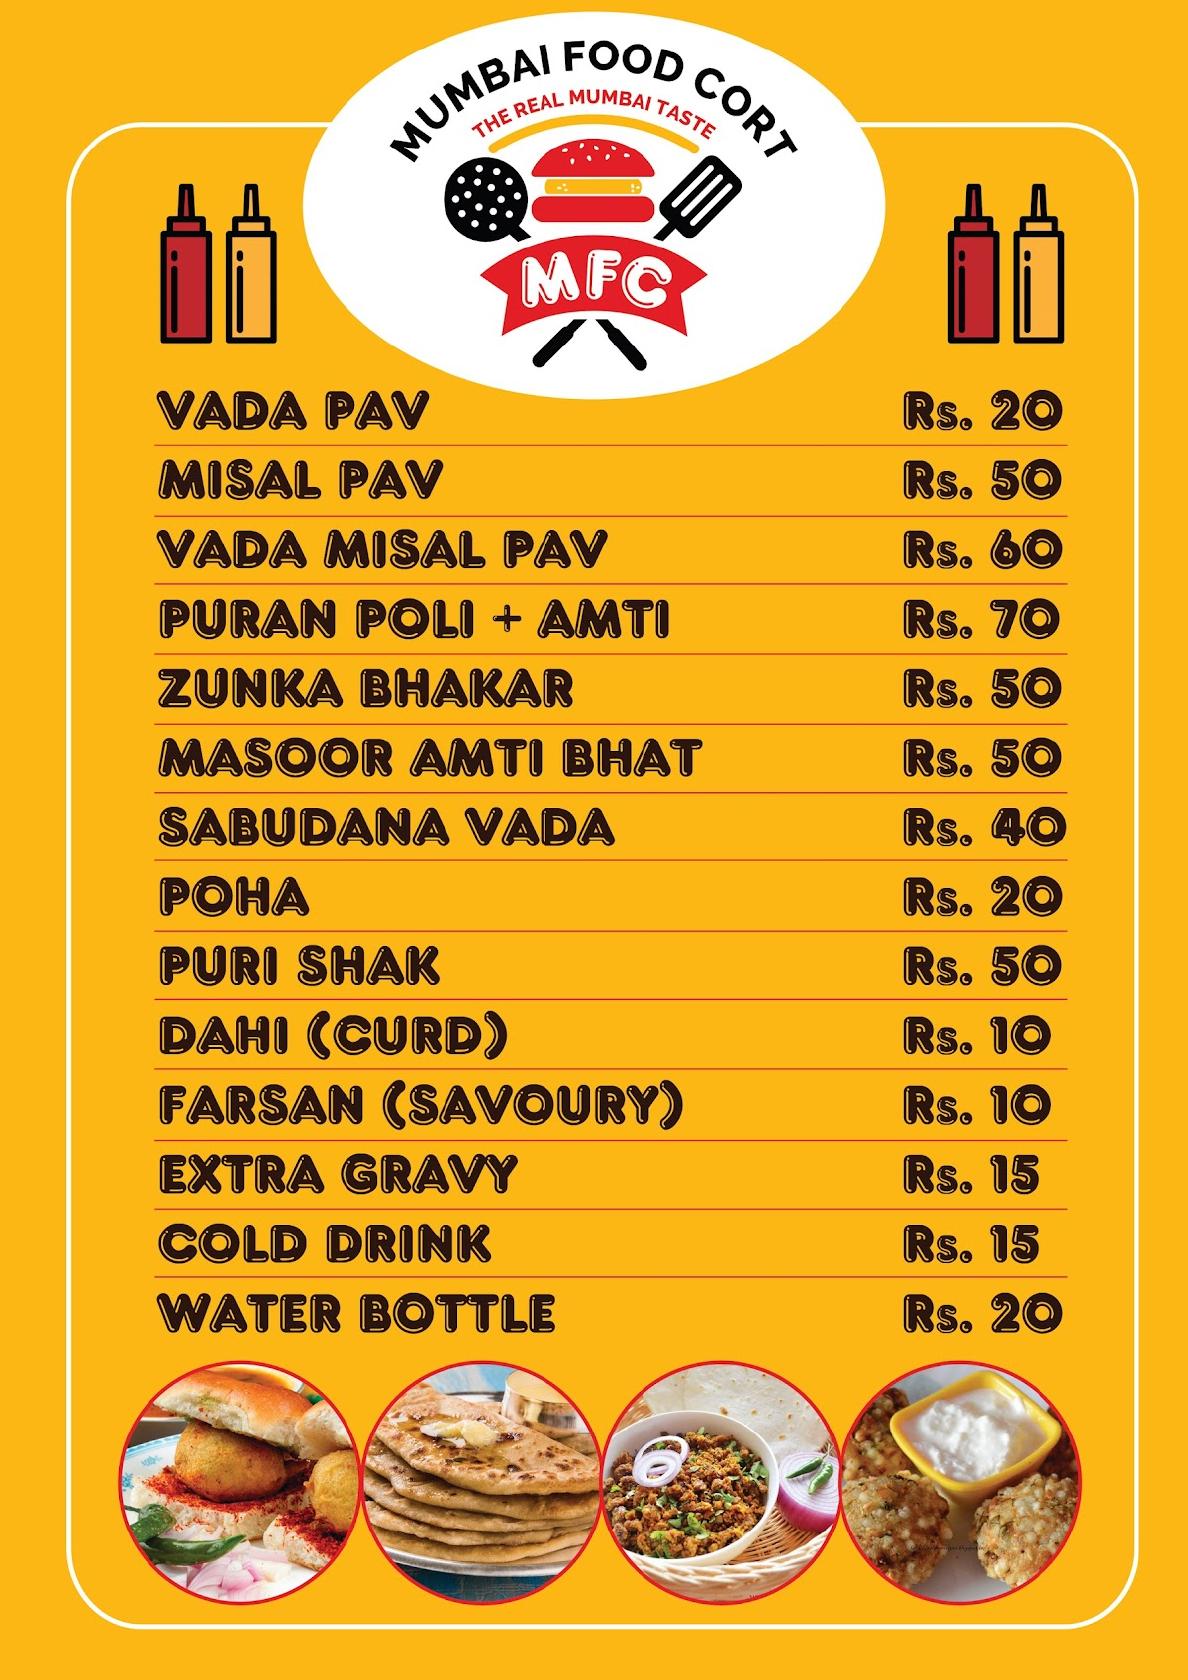 MUMBAI FOOD CORT
THE REAL MUMBAI TASTE
MFC
VADA PAV Rs. 20
MISAL PAV Rs. 50
VADA MISAL PAV Rs. 60
PURAN POLI + AMTI Rs. 70
ZUNKA BHAKAR Rs. 50
MASOOR AMTI BHAT Rs. 50
SABUDANA VADA Rs. 40
POHA Rs. 20
PURI SHAK Rs. 50
DAHI (CURD) Rs. 10
FARSAN (SAVOURY) Rs. 10
EXTRA GRAVY Rs. 15
COLD DRINK Rs. 15
WATER BOTTLE Rs. 20